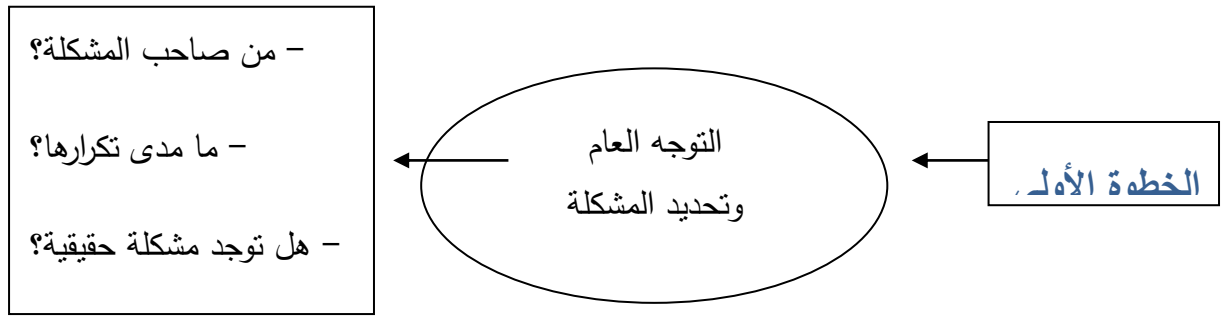 الخطوة الأولى
التوجه العام
وتحديد المشكلة
– من صاحب المشكلة؟
– ما مدى تكرارها؟
– هل توجد مشكلة حقيقية؟